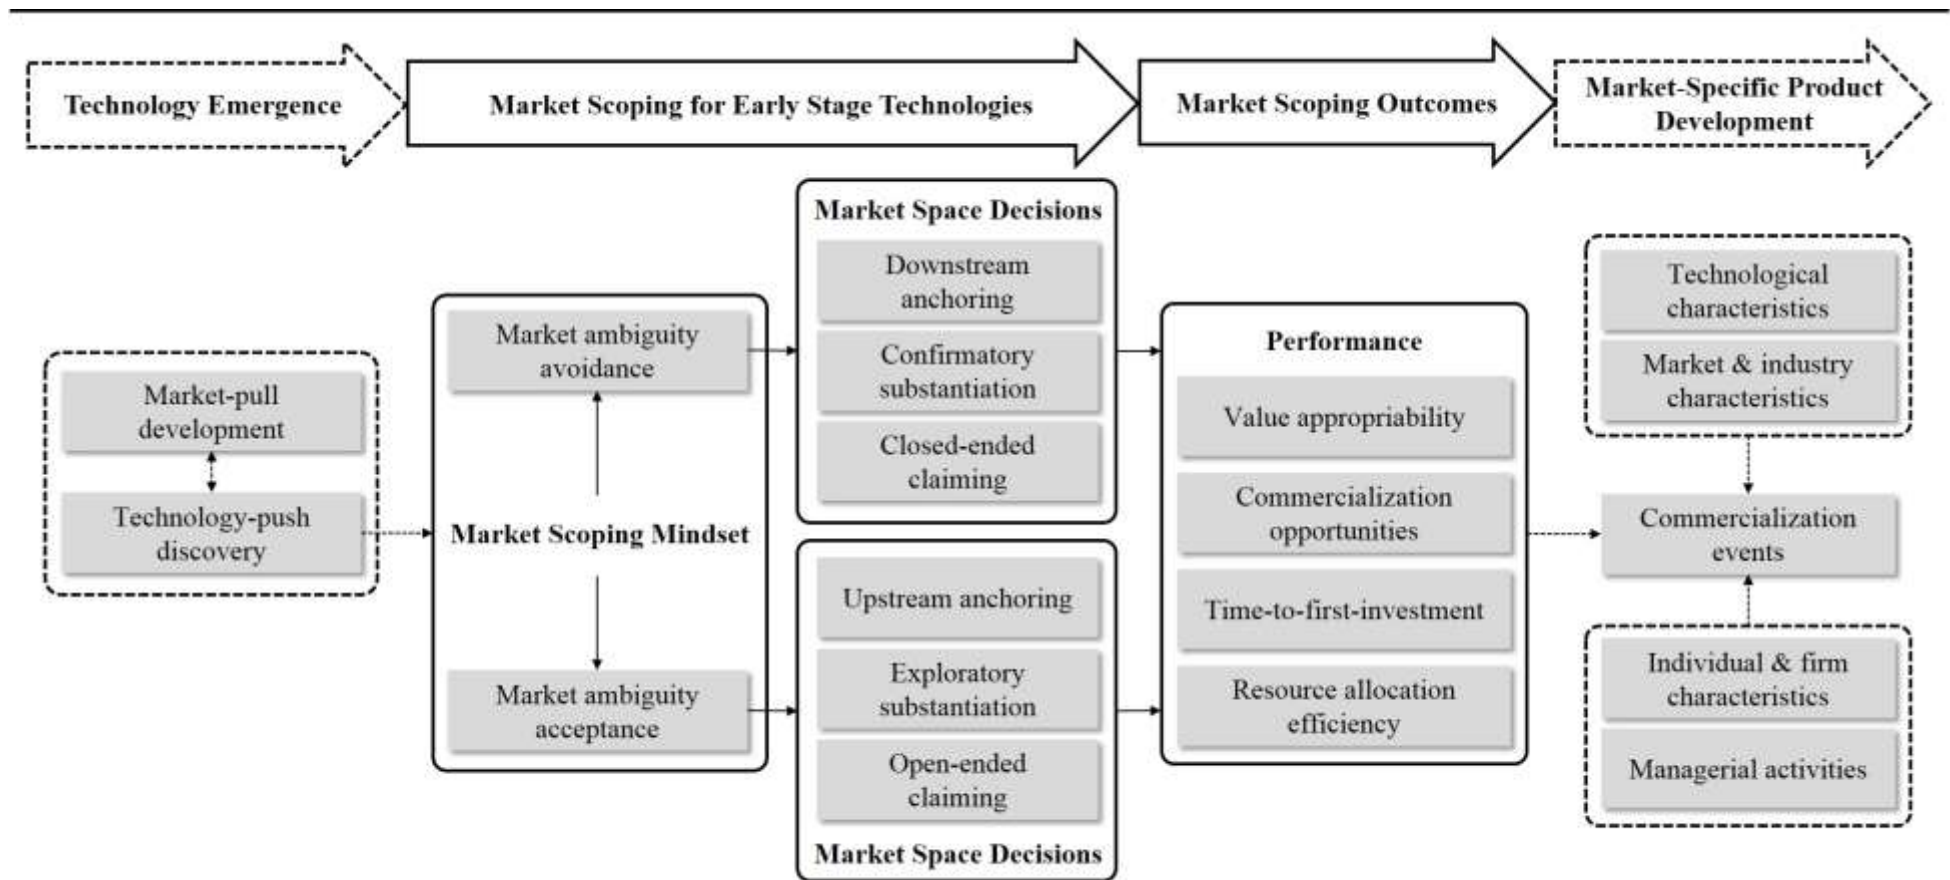 Technology Emergence
Market Scoping for Early Stage Technologies
Market Scoping Outcomes
Market-Specific Product
Development
Market-pull
development
Technology-push
discovery
Market ambiguity
avoidance
Market Scoping Mindset
Market ambiguity
acceptance
Market Space Decisions
Downstream
anchoring
Confirmatory
substantiation
Closed-ended
claiming
Upstream anchoring
Exploratory
substantiation
Open-ended
claiming
Market Space Decisions
Performance
Value appropriability
Commercialization
opportunities
Time-to-first-investment
Resource allocation
efficiency
Technological
characteristics
Market & industry
characteristics
Commercialization
events
Individual & firm
characteristics
Managerial activities